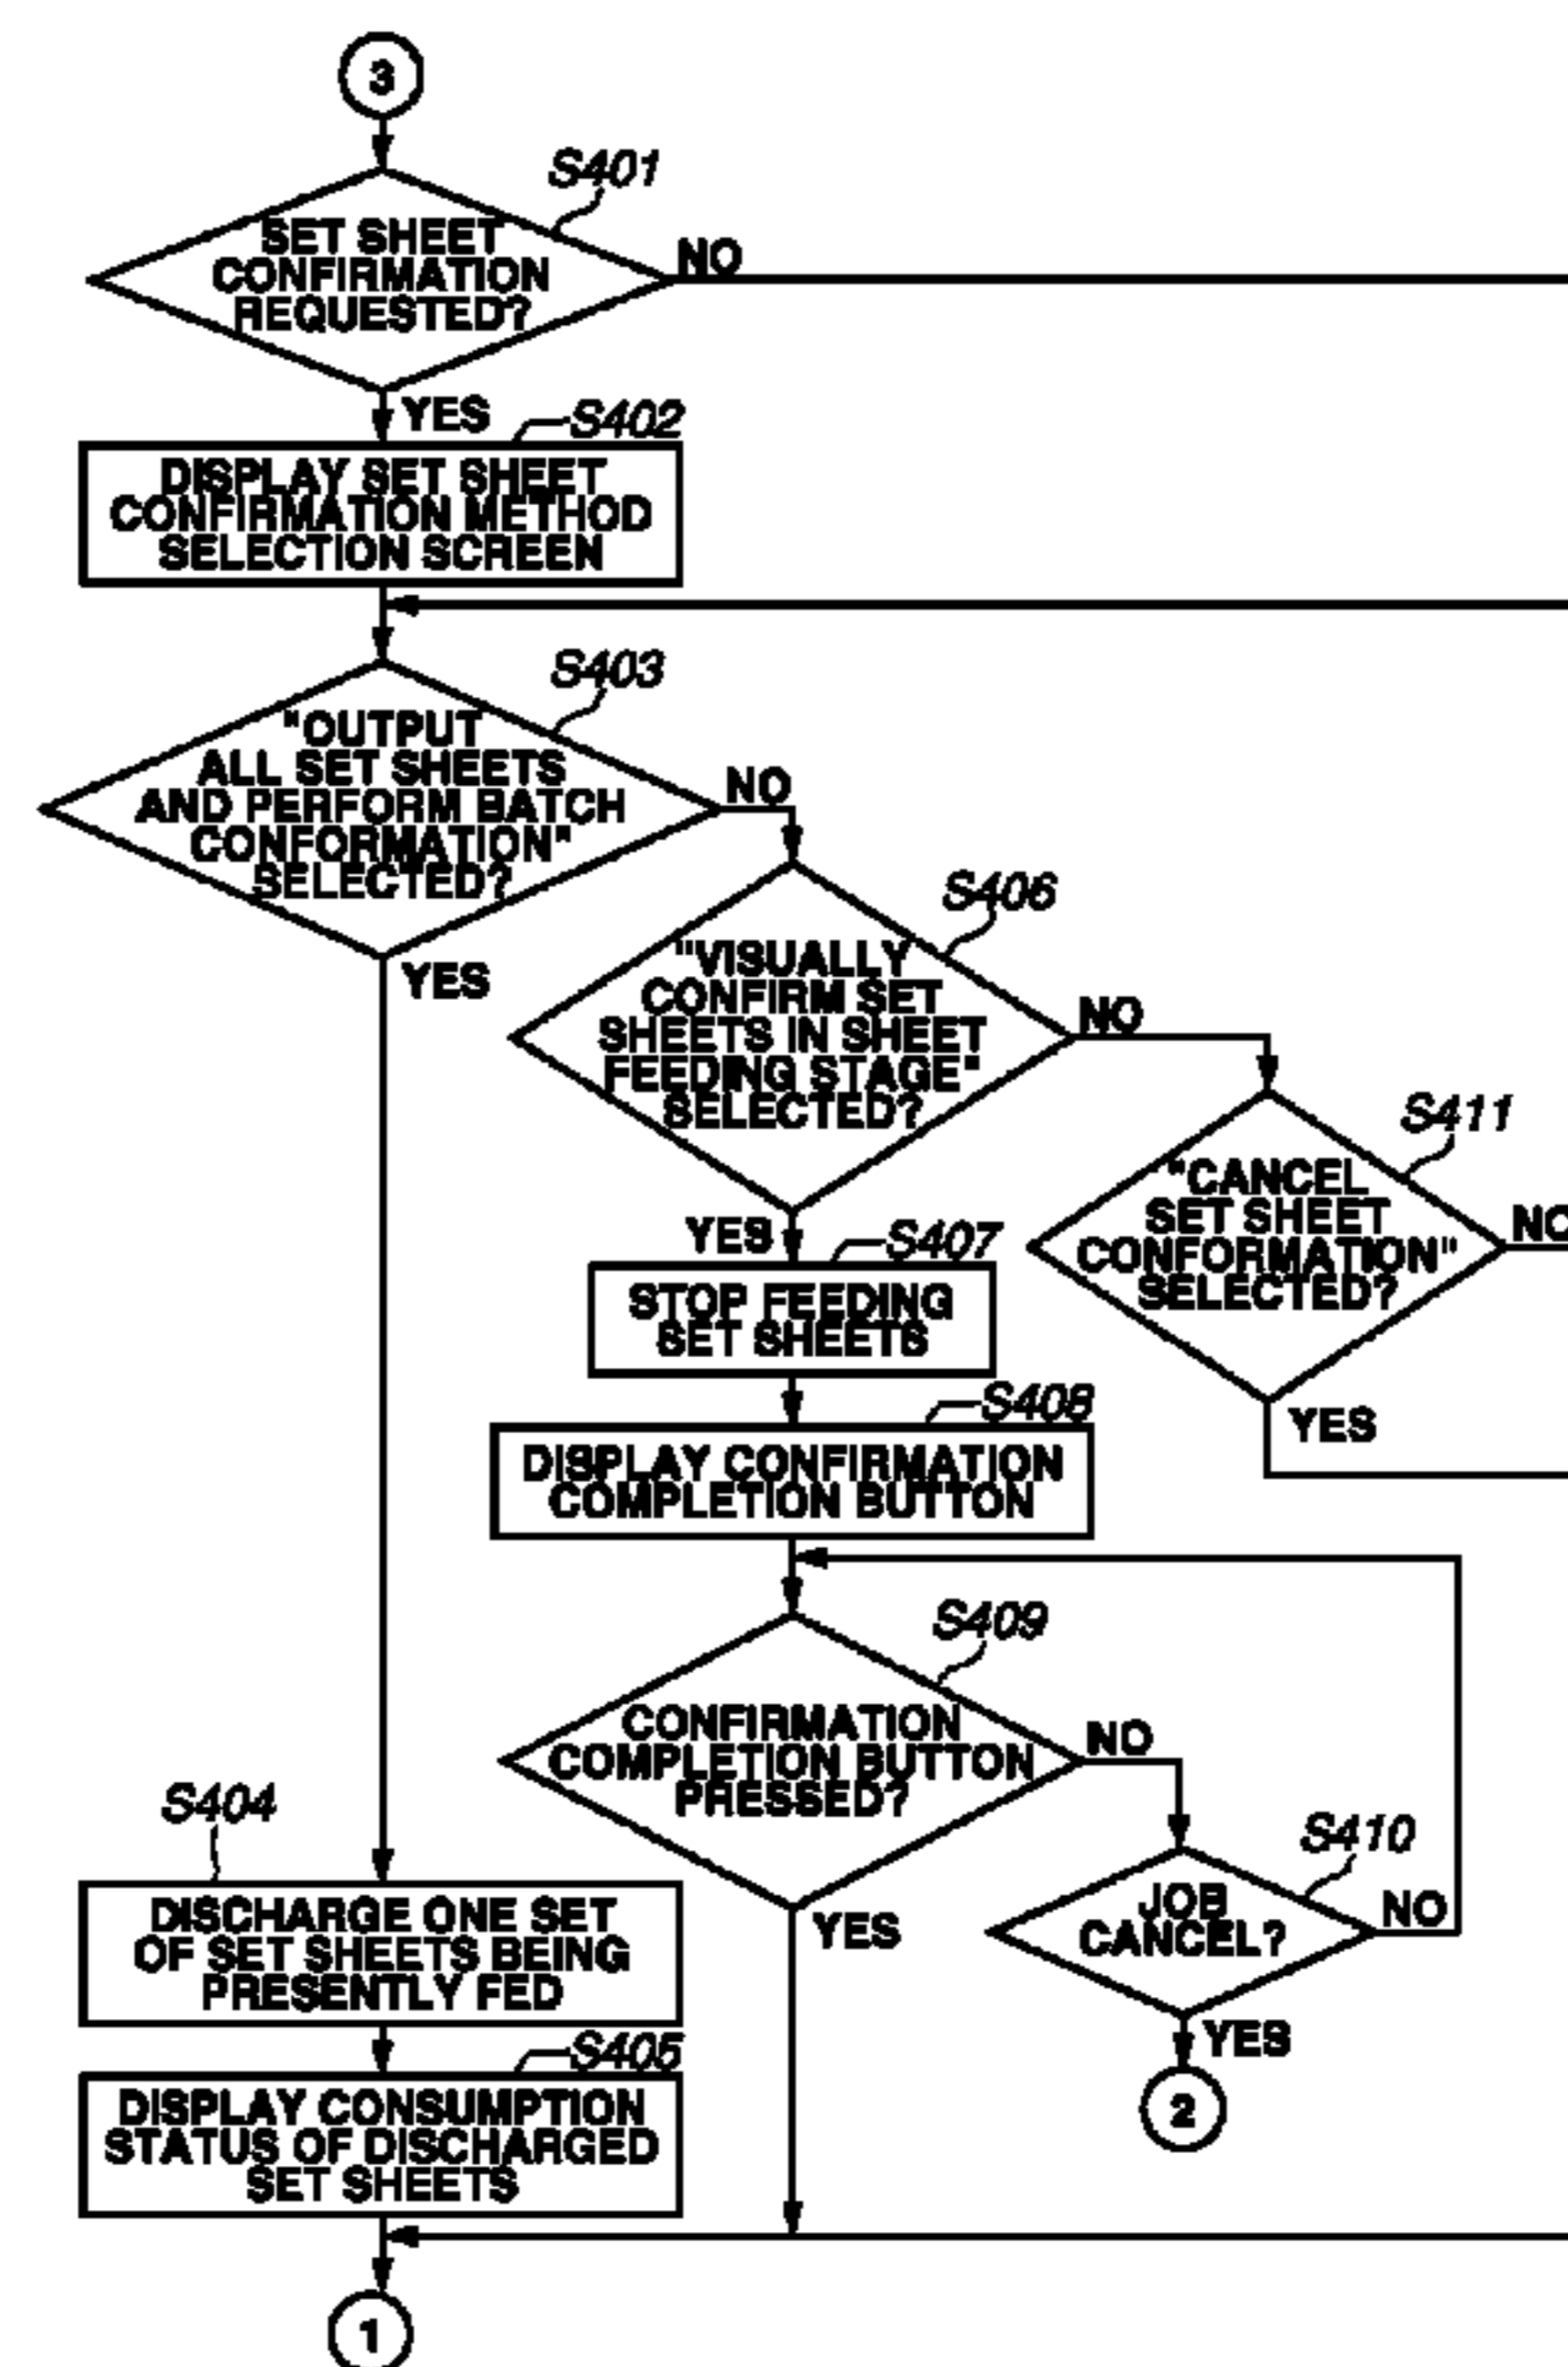 3
S401
SET SHEET
CONFIRMATION
REQUESTED?
NO
YES
S402
DISPLAY SET SHEET
CONFIRMATION METHOD
SELECTION SCREEN
S403
"OUTPUT
ALL SET SHEETS
AND PERFORM BATCH
CONFORMATION"
SELECTED?
NO
YES
S406
"VISUALLY
CONFIRM SET
SHEETS IN SHEET
FEEDING STAGE"
SELECTED?
NO
YES
S411
"CANCEL
SET SHEET
CONFORMATION"
SELECTED?
NO
YES
S407
STOP FEEDING
SET SHEETS
S408
DISPLAY CONFIRMATION
COMPLETION BUTTON
S409
CONFIRMATION
COMPLETION BUTTON
PRESSED?
NO
YES
S410
JOB
CANCEL?
NO
YES
2
S404
DISCHARGE ONE SET
OF SET SHEETS BEING
PRESENTLY FED
S405
DISPLAY CONSUMPTION
STATUS OF DISCHARGED
SET SHEETS
1